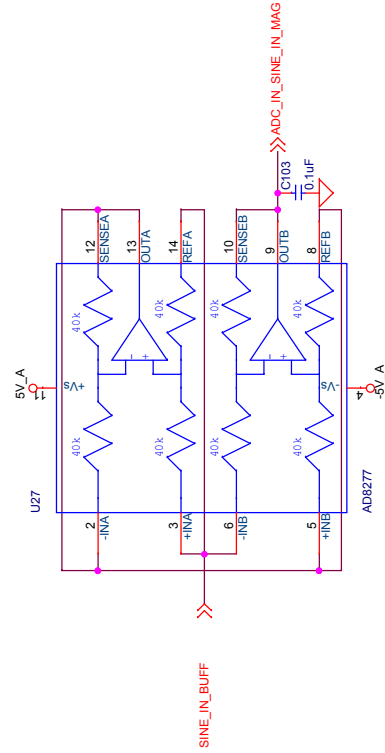 ADC_IN_SINE_IN_MAG
C103
0.1uF
12
SENSEA
13
OUTA
14
REFA
10
SENSEB
9
OUTB
8
REFB
40k
40k
40k
40k
-
+
-
+
5V_A
11
+Vs
-Vs
4
-5V_A
40k
40k
40k
40k
U27
AD8277
2
-INA
3
+INA
6
-INB
5
+INB
SINE_IN_BUFF